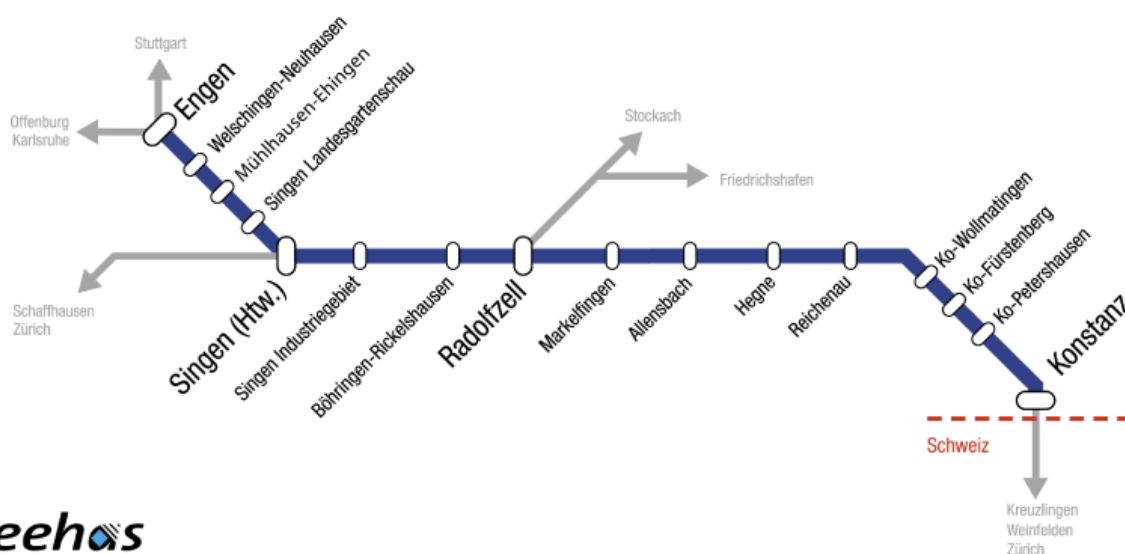 Stuttgart
Offenburg
Karlsruhe
Engen
Welschingen-Neuhausen
Mühlhausen-Ehingen
Singen Landesgartenschau
Schaffhausen
Zürich
Singen (Htw.)
Singen Industriegebiet
Böhringen-Rickelshausen
Radolfzell
Stockach
Friedrichshafen
Markelfingen
Allensbach
Hegne
Reichenau
Ko-Wollmatingen
Ko-Fürstenberg
Ko-Petershausen
Konstanz
Schweiz
Kreuzlingen
Weinfelden
Zürich
eehas